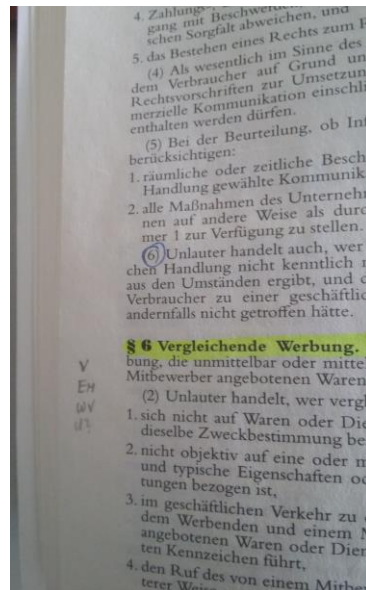 4. Zahlungs-,
gang mit Beschwerden
schen Sorgfalt abweichen, und
5. das Bestehen eines Rechts zum
(4) Als wesentlich im Sinne des
dem Verbraucher auf Grund
Rechtsvorschriften zur Umsetzun
merzielle Kommunikation einschli
enthalten werden dürfen.
(5) Bei der Beurteilung, ob Inf
berücksichtigen:
1. räumliche oder zeitliche Besch
Handlung gewählte Kommunik
2. alle Maßnahmen des Unternehm
nen auf andere Weise als durc
mer 1 zur Verfügung zu stellen.
(6) Unlauter handelt auch, wer
chen Handlung nicht kenntlich
aus den Umständen ergibt, und
Verbraucher zu einer geschäftlic
andernfalls nicht getroffen hätte.
§ 6 Vergleichende Werbung.
bung, die unmittelbar oder mitte
Mitbewerber angebotenen Waren
V
EH
WV
(2) Unlauter handelt, wer vergl
1. sich nicht auf Waren oder Die
dieselbe Zweckbestimmung be
2. nicht objektiv auf eine oder m
und typische Eigenschaften od
tungen bezogen ist,
3. im geschäftlichen Verkehr zu
dem Werbenden und einem M
angebotenen Waren oder Dien
ten Kennzeichen führt,
4. den Ruf des von einem Mitbe
terer Weise